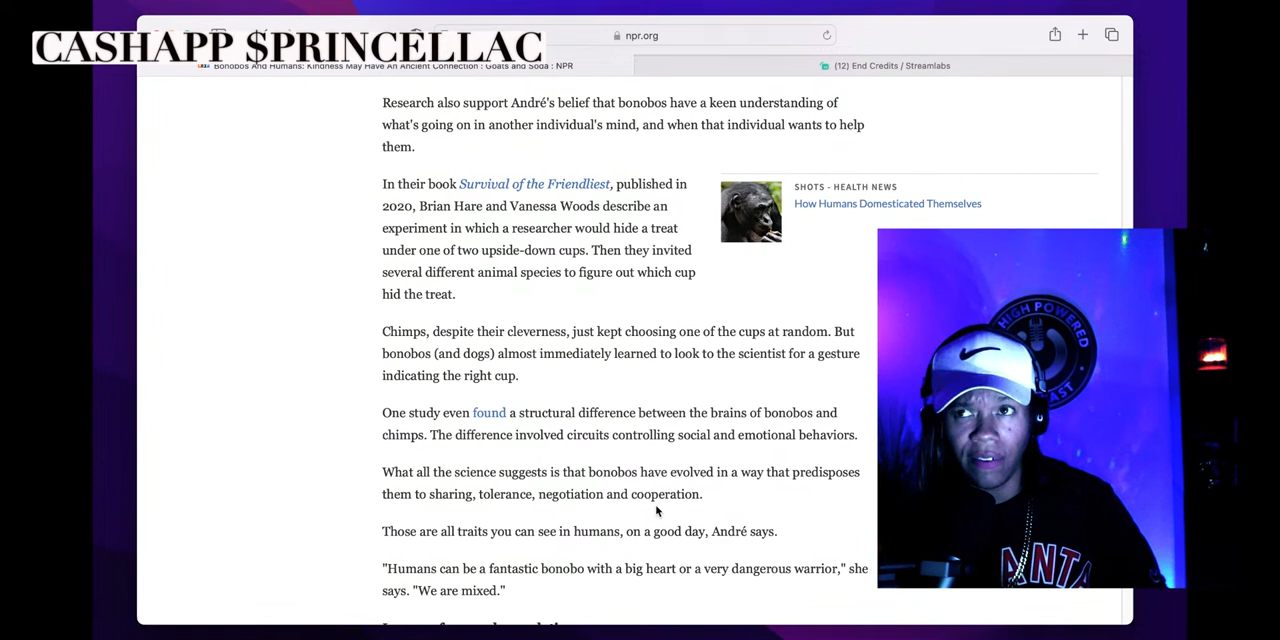 CASHAPP $PRINCELLAC
npr.org
Bonobos And Humans: Kindness May Have An Ancient Connection : Goats and Soda : NPR
(12) End Credits / Streamlabs
Research also support André's belief that bonobos have a keen understanding of
what's going on in another individual's mind, and when that individual wants to help
them.
In their book Survival of the Friendliest, published in
2020, Brian Hare and Vanessa Woods describe an
experiment in which a researcher would hide a treat
under one of two upside-down cups. Then they invited
several different animal species to figure out which cup
hid the treat.
SHOTS - HEALTH NEWS
How Humans Domesticated Themselves
Chimps, despite their cleverness, just kept choosing one of the cups at random. But
bonobos (and dogs) almost immediately learned to look to the scientist for a gesture
indicating the right cup.
One study even found a structural difference between the brains of bonobos and
chimps. The difference involved circuits controlling social and emotional behaviors.
What all the science suggests is that bonobos have evolved in a way that predisposes
them to sharing, tolerance, negotiation and cooperation.
Those are all traits you can see in humans, on a good day, André says.
"Humans can be a fantastic bonobo with a big heart or a very dangerous warrior," she
says. "We are mixed."
HIGH POWERED
ANTA